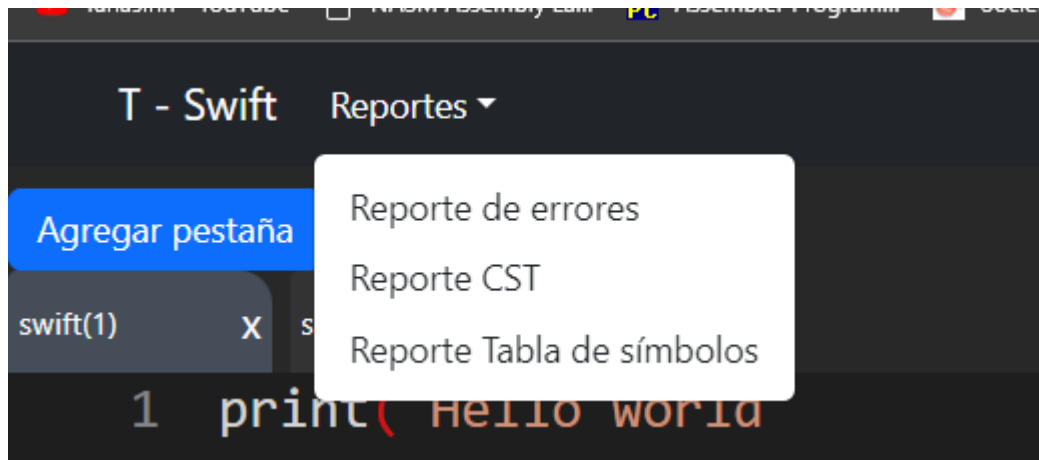 T - Swift Reportes
Reporte de errores
Agregar pestaña
Reporte CST
swift(1) x s
Reporte Tabla de símbolos
1 print( Hello world